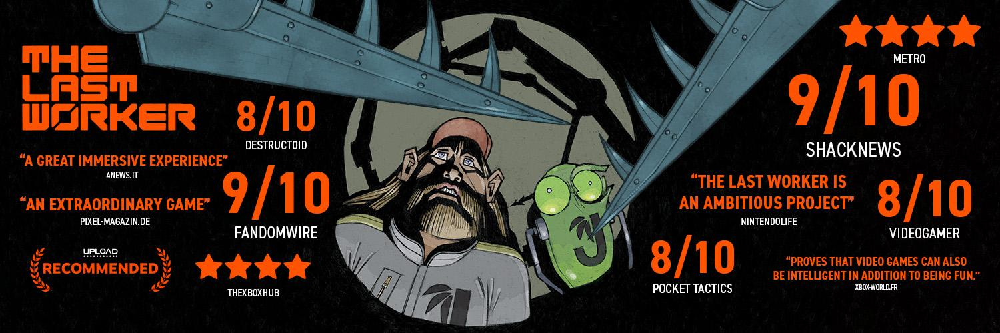 THE
LAST
WORKER
"A GREAT IMMERSIVE EXPERIENCE"
4NEWS.IT
"AN EXTRAORDINARY GAME"
PIXEL-MAGAZIN.DE
UPLOAD
RECOMMENDED
8/10
DESTRUCTOID
9/10
FANDOMWIRE
THEXBOXHUB
METRO
9/10
SHACKNEWS
"THE LAST WORKER IS
AN AMBITIOUS PROJECT"
NINTENDOLIFE
8/10
VIDEOGAMER
8/10
POCKET TACTICS
"PROVES THAT VIDEO GAMES CAN ALSO
BE INTELLIGENT IN ADDITION TO BEING FUN."
XBOX-WORLD.FR